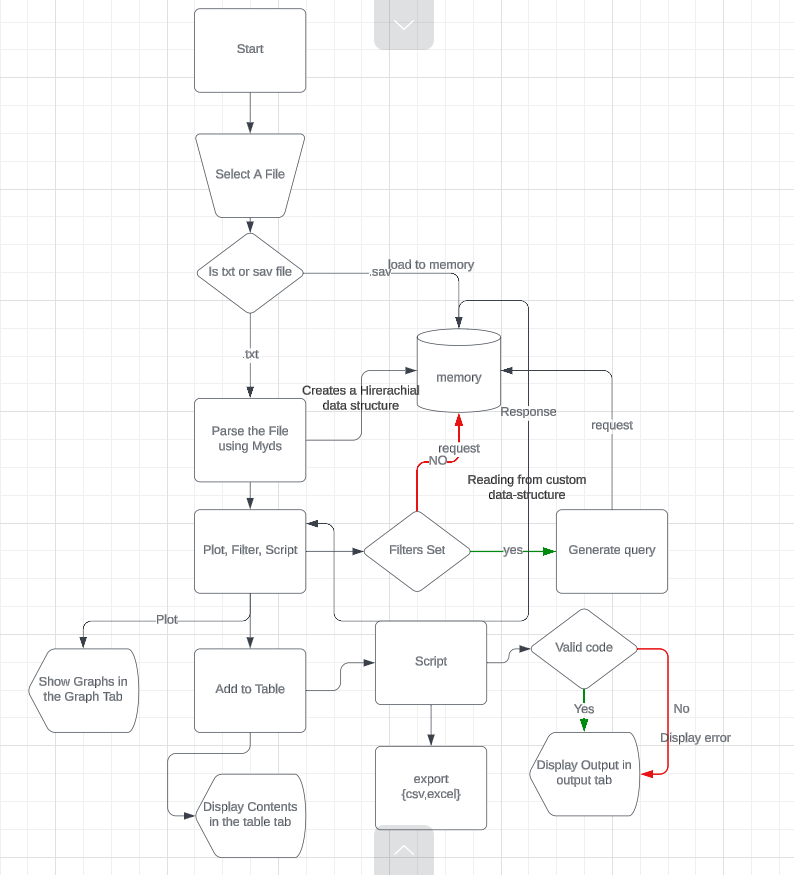 Start
Select A File
Is txt or sav file
.sav
load to memory
.txt
memory
Creates a Hirerachial
data structure
Response
request
Parse the File
using Myds
request
NO
Reading from custom
data-structure
Plot, Filter, Script
Filters Set
yes
Generate query
Plot
Show Graphs in
the Graph Tab
Add to Table
Script
Valid code
Yes
No
Display error
export
{csv,excel}
Display Output in
output tab
Display Contents
in the table tab